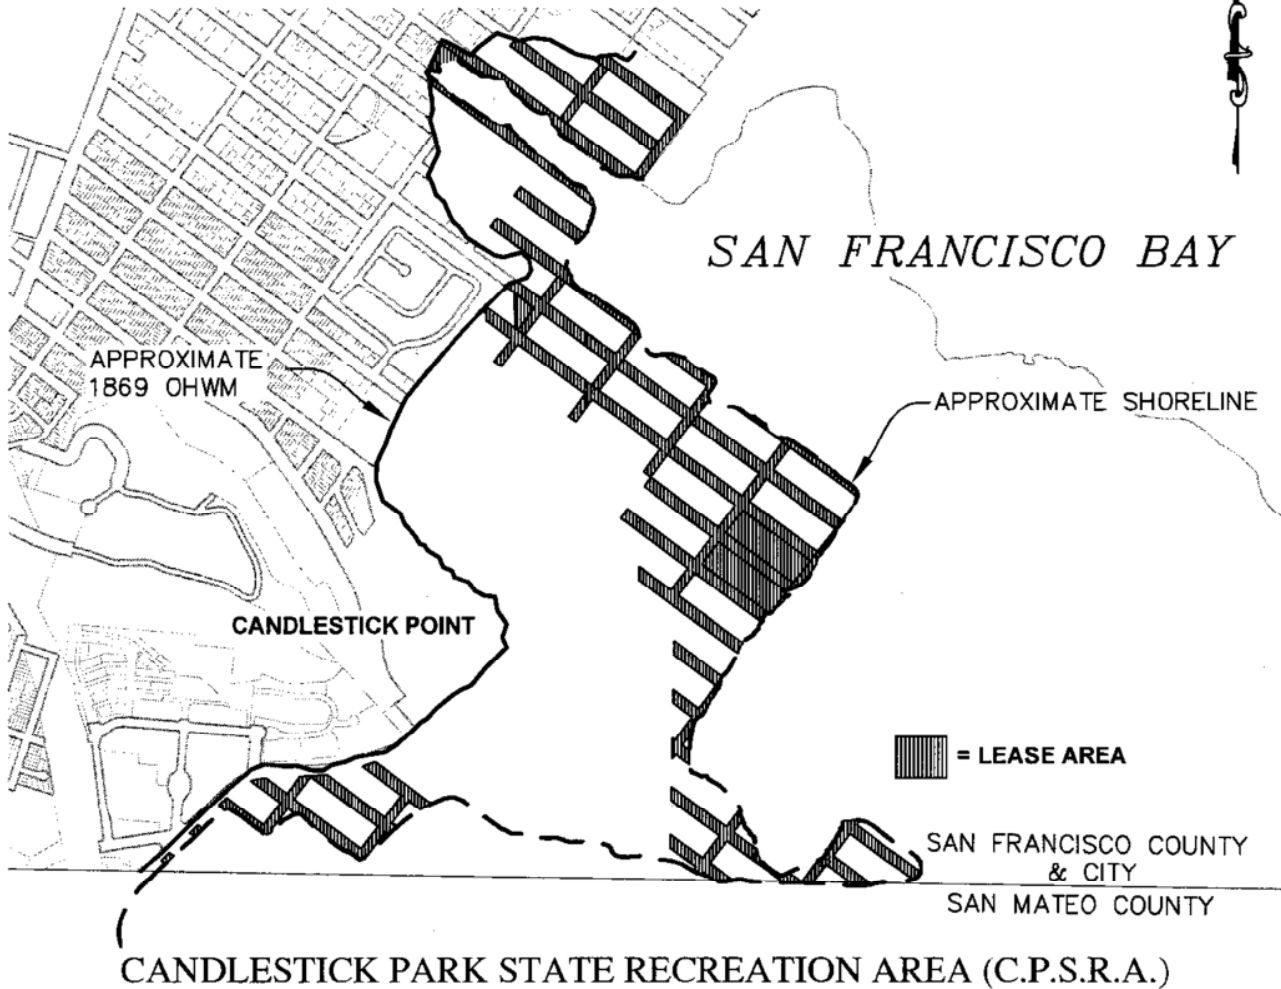 SAN FRANCISCO BAY
APPROXIMATE
1869 OHWM
APPROXIMATE SHORELINE
CANDLESTICK POINT
= LEASE AREA
SAN FRANCISCO COUNTY
& CITY
SAN MATEO COUNTY
CANDLESTICK PARK STATE RECREATION AREA (C.P.S.R.A.)